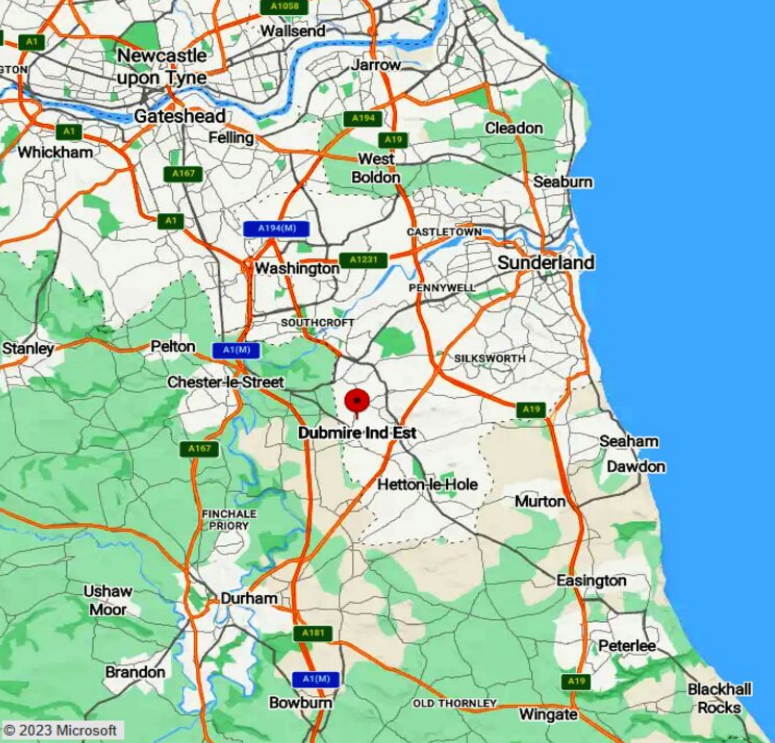 A1058
Wallsend
A1
Newcastle
upon Tyne
Jarrow
GTON
Gateshead
A194
Cleadon
A1
Felling
A19
Whickham
West
Boldon
A167
Seaburn
A1
A194(M)
CASTLETOWN
Washington
A1231
Sunderland
PENNYWELL
SOUTHCROFT
Stanley
Pelton
A1(M)
SILKSWORTH
Chester-le-Street
A19
Dubmire Ind Est
Seaham
A167
Dawdon
Hetton-le-Hole
Murton
FINCHALE
PRIORY
Easington
Ushaw
Moor
Durham
A181
Peterlee
Brandon
A1(M)
A19
Blackhall
Rocks
Bowburn
OLD THORNLEY
Wingate
© 2023 Microsoft